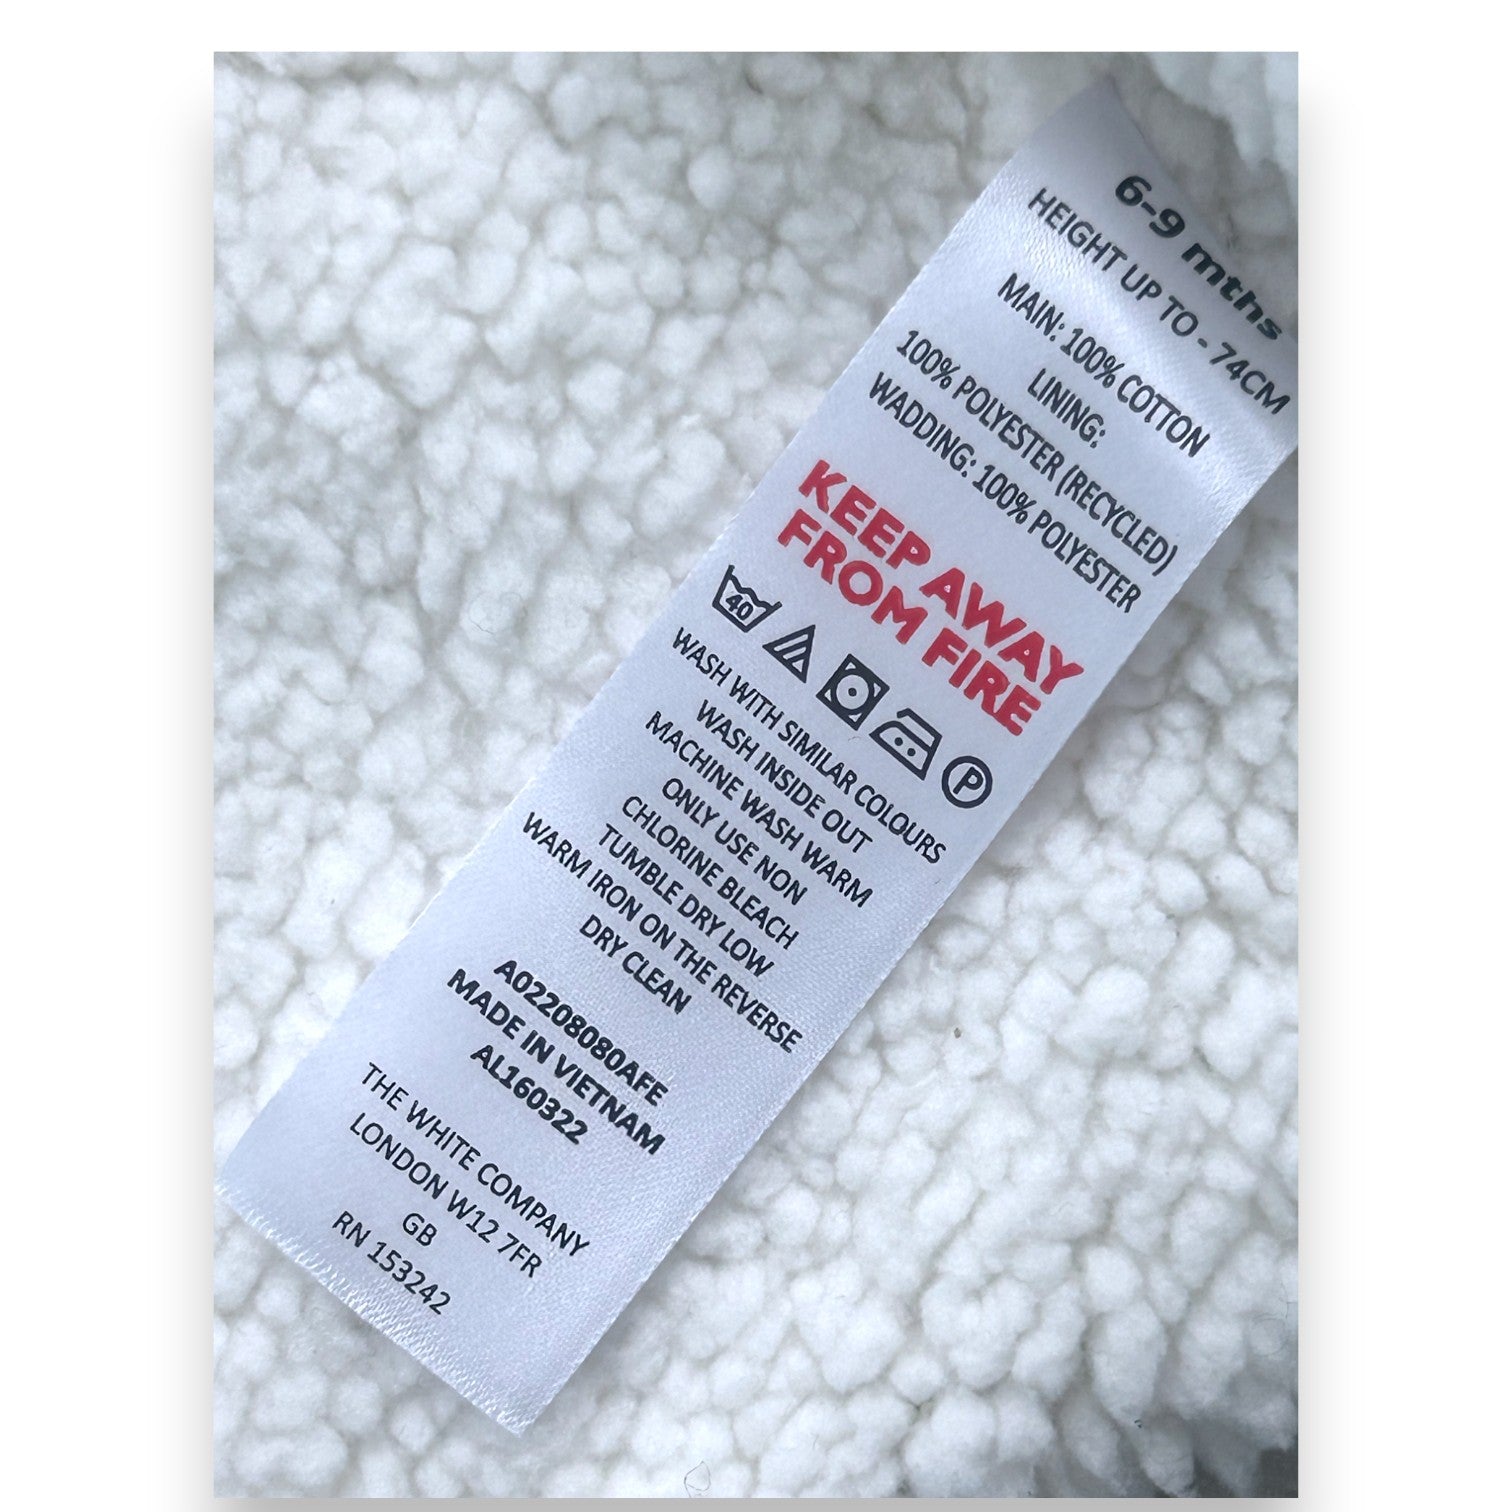 6-9 mths
HEIGHT UP TO - 74CM
MAIN: 100% COTTON
LINING:
100% POLYESTER (RECYCLED)
WADDING: 100% POLYESTER
KEEP AWAY
FROM FIRE
40 P
WASH WITH SIMILAR COLOURS
WASH INSIDE OUT
MACHINE WASH WARM
ONLY USE NON
CHLORINE BLEACH
TUMBLE DRY LOW
WARM IRON ON THE REVERSE
DRY CLEAN
A02208080AFE
MADE IN VIETNAM
AL160322
THE WHITE COMPANY
LONDON W12 7FR
GB
RN 153242